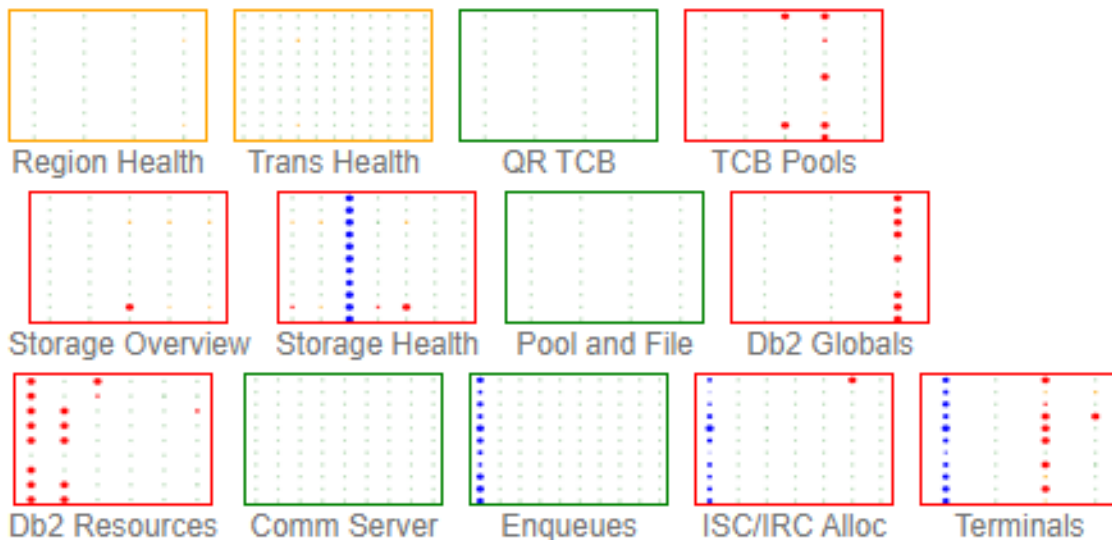 Region Health Trans Health QR TCB TCB Pools
Storage Overview Storage Health Pool and File Db2 Globals
Db2 Resources Comm Server Enqueues ISC/IRC Alloc Terminals